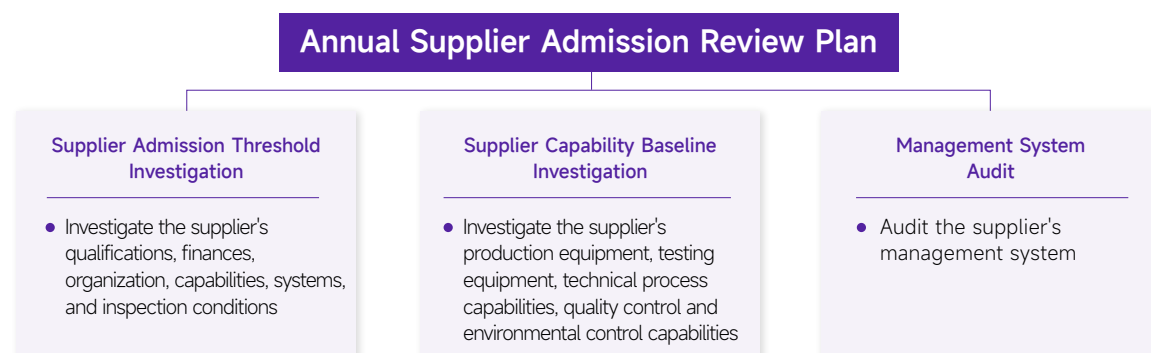 Annual Supplier Admission Review Plan
Supplier Admission Threshold
Investigation
Investigate the supplier's
qualifications, finances,
organization, capabilities, systems,
and inspection conditions
Supplier Capability Baseline
Investigation
Investigate the supplier's
production equipment, testing
equipment, technical process
capabilities, quality control and
environmental control capabilities
Management System
Audit
Audit the supplier's
management system